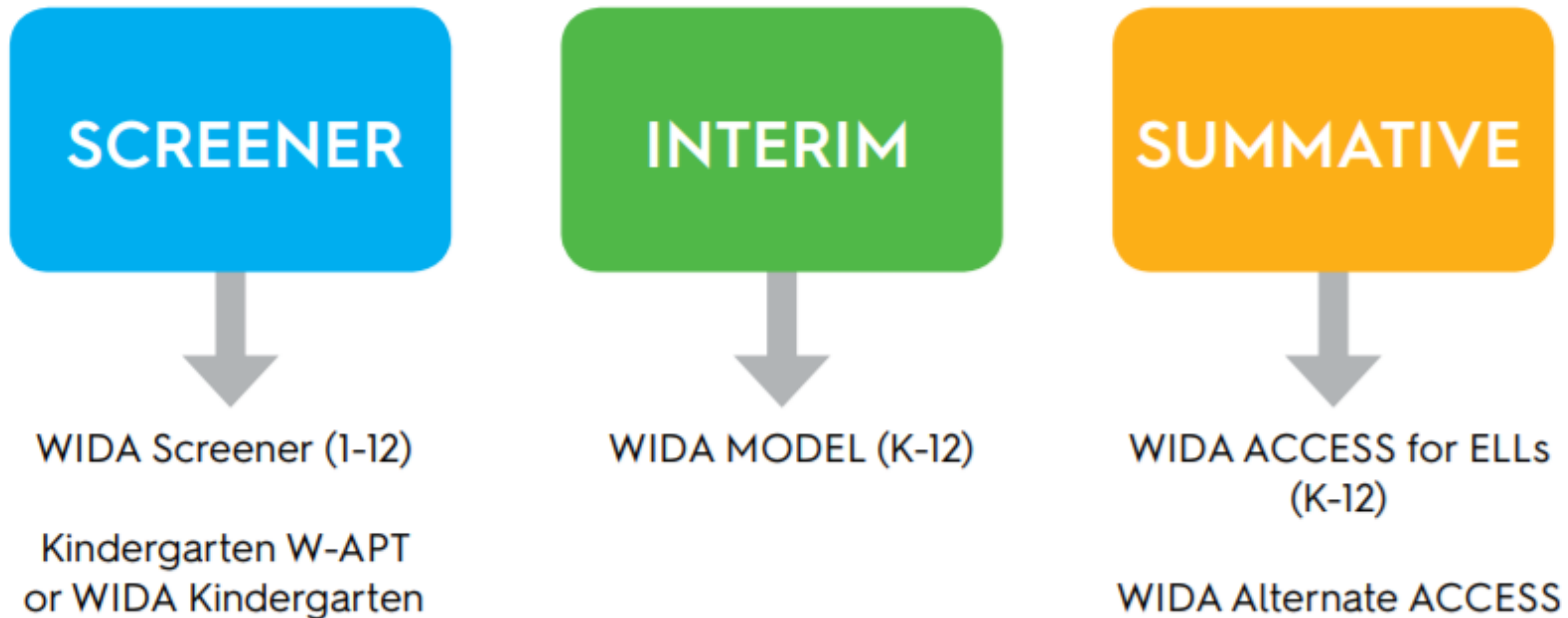 SCREENER
INTERIM
SUMMATIVE
WIDA Screener (1-12)
Kindergarten W-APT
or WIDA Kindergarten
WIDA MODEL (K-12)
WIDA ACCESS for ELLs
(K-12)
WIDA Alternate ACCESS